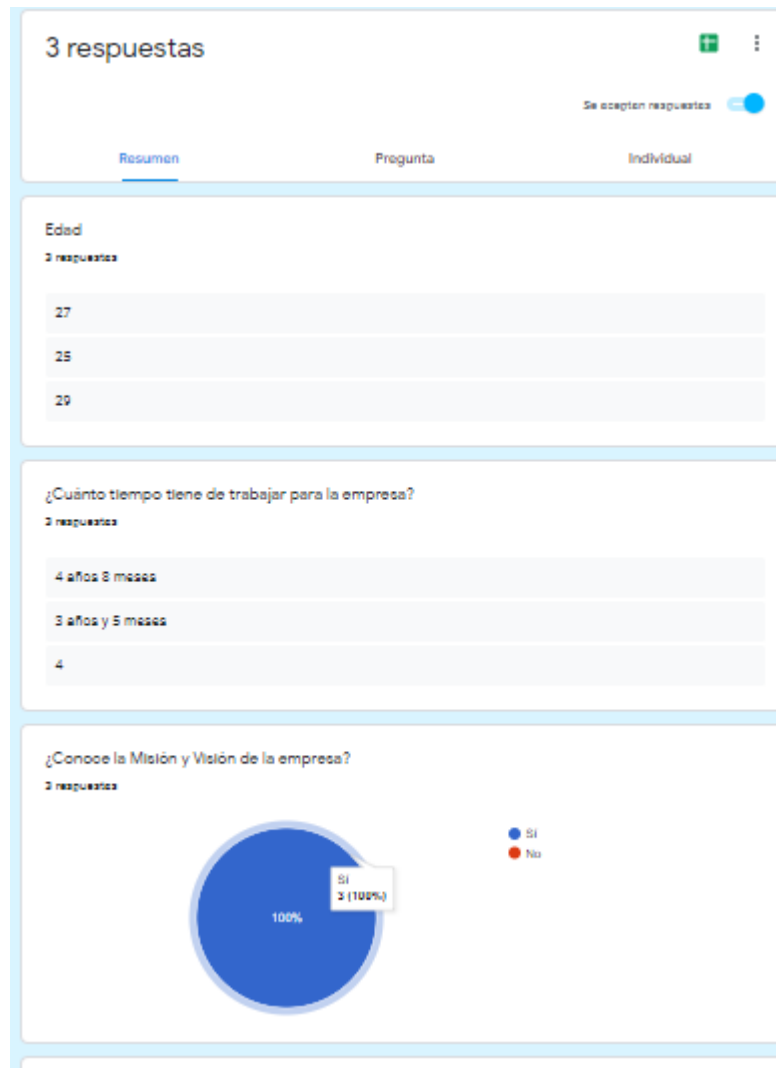 3 respuestas
Se aceptan respuestas
Resumen
Pregunta
Individual
Edad
3 respuestas
27
25
29
¿Cuánto tiempo tiene de trabajar para la empresa?
3 respuestas
4 años 8 meses
3 años y 5 meses
4
¿Conoce la Misión y Visión de la empresa?
3 respuestas
Sí
No
Sí
3 (100%)
100%